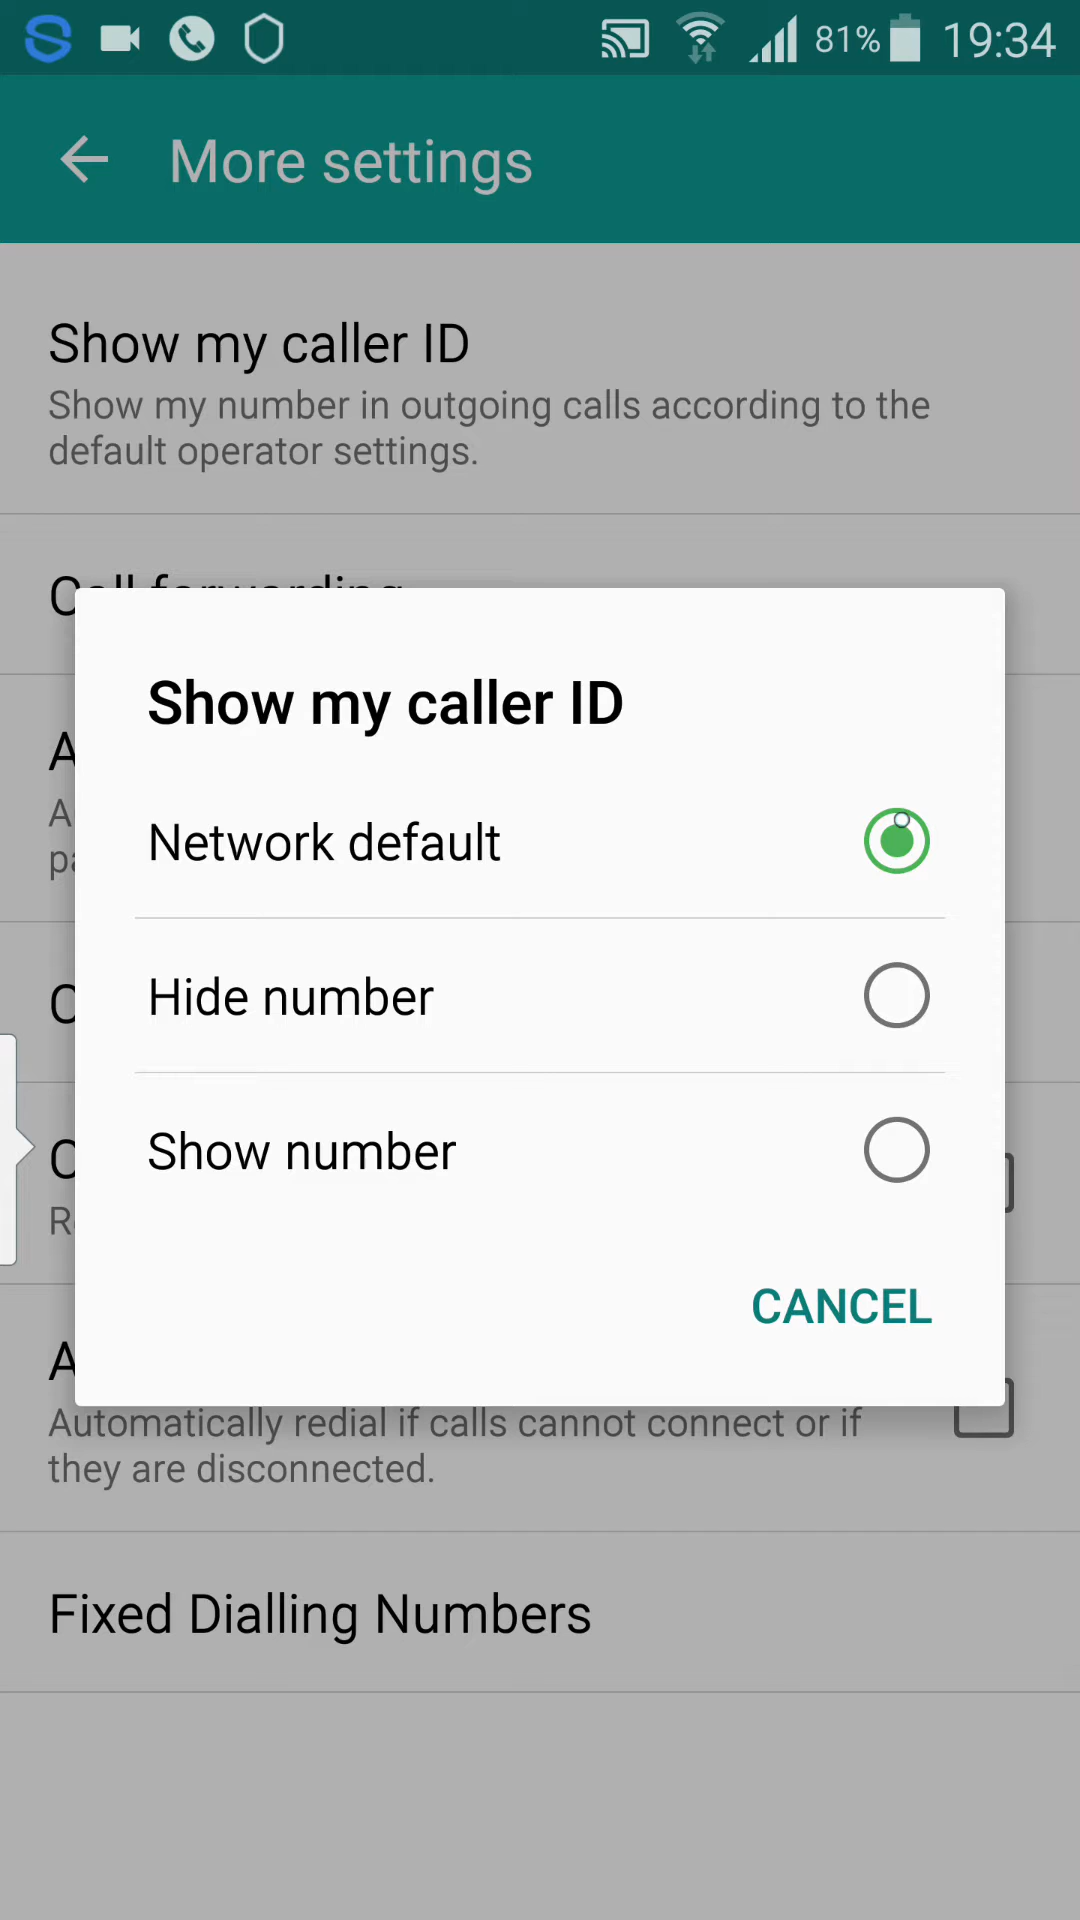 81% 19:34
More settings
Show my caller ID
Show my number in outgoing calls according to the
default operator settings.
Call forwarding
Show my caller ID
Network default
Hide number
Show number
CANCEL
Automatically redial if calls cannot connect or if
they are disconnected.
Fixed Dialling Numbers